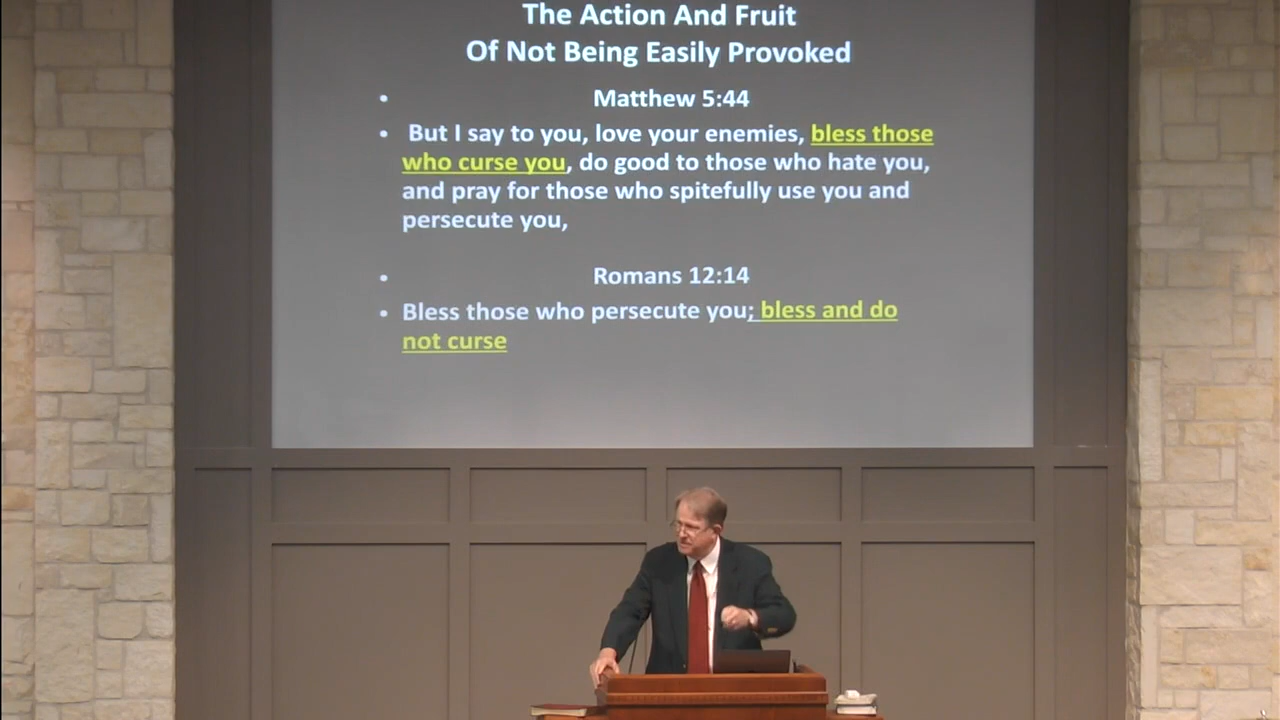 The Action And Fruit
Of Not Being Easily Provoked
• Matthew 5:44
• But I say to you, love your enemies, bless those
who curse you, do good to those who hate you,
and pray for those who spitefully use you and
persecute you,
• Romans 12:14
• Bless those who persecute you; bless and do
not curse